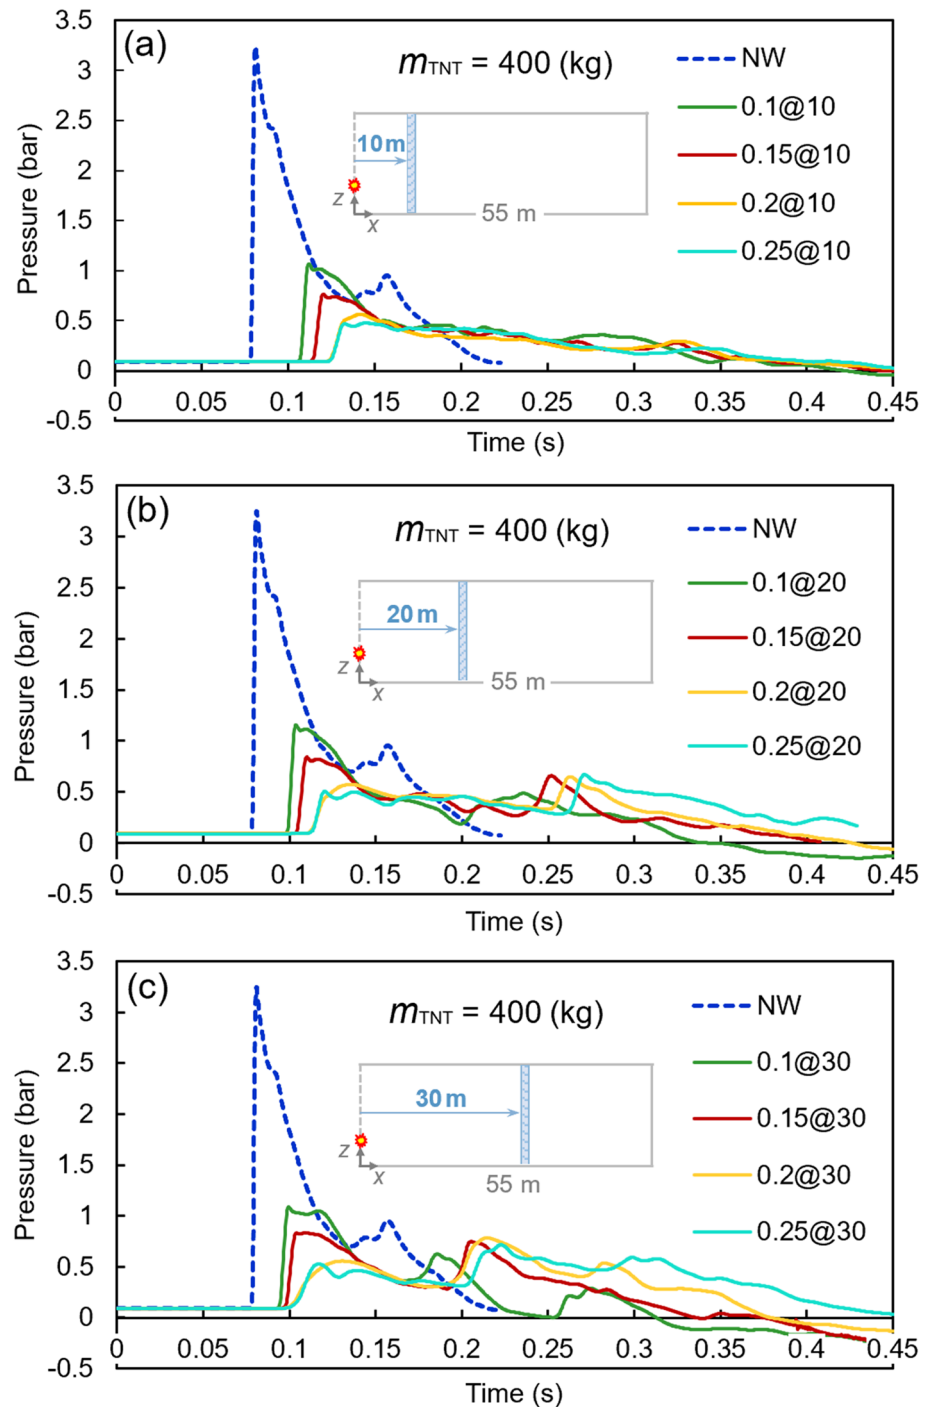 (a)
mTNT = 400 (kg)
NW
0.1@10
0.15@10
0.2@10
0.25@10
10 m
z
x
55 m
Pressure (bar)
3.5
3
2.5
2
1.5
1
0.5
0
-0.5
0 0.05 0.1 0.15 0.2 0.25 0.3 0.35 0.4 0.45
Time (s)
(b)
mTNT = 400 (kg)
NW
0.1@20
0.15@20
0.2@20
0.25@20
20 m
z
x
55 m
Pressure (bar)
3.5
3
2.5
2
1.5
1
0.5
0
-0.5
0 0.05 0.1 0.15 0.2 0.25 0.3 0.35 0.4 0.45
Time (s)
(c)
mTNT = 400 (kg)
NW
0.1@30
0.15@30
0.2@30
0.25@30
30 m
z
x
55 m
Pressure (bar)
3.5
3
2.5
2
1.5
1
0.5
0
-0.5
0 0.05 0.1 0.15 0.2 0.25 0.3 0.35 0.4 0.45
Time (s)